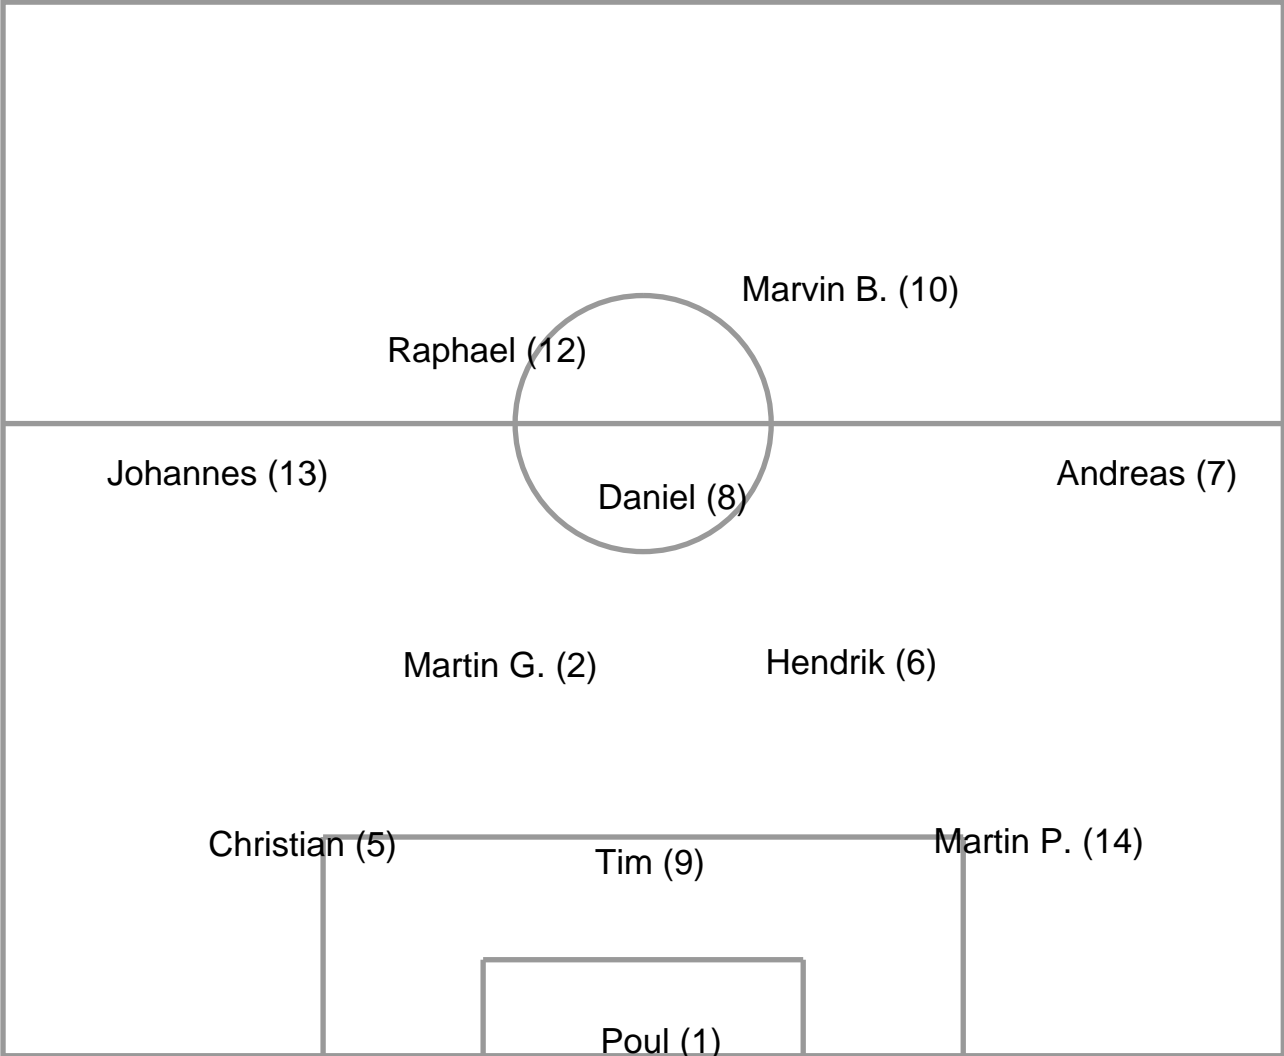 Marvin B. (10)
Raphael (12)
Johannes (13)
Andreas (7)
Daniel (8)
Martin G. (2)
Hendrik (6)
Christian (5)
Martin P. (14)
Tim (9)
Poul (1)